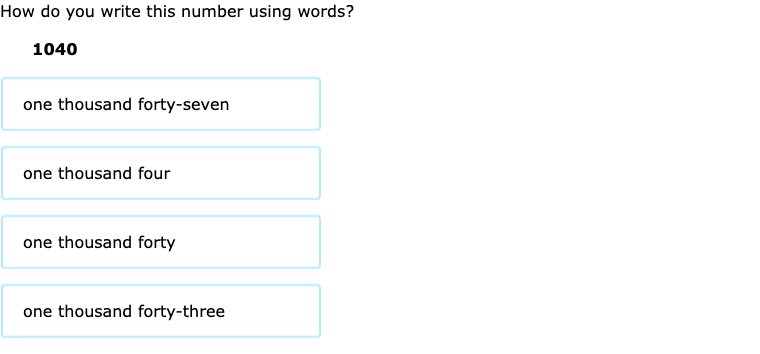 How do you write this number using words?
1040
one thousand forty-seven
one thousand four
one thousand forty
one thousand forty-three